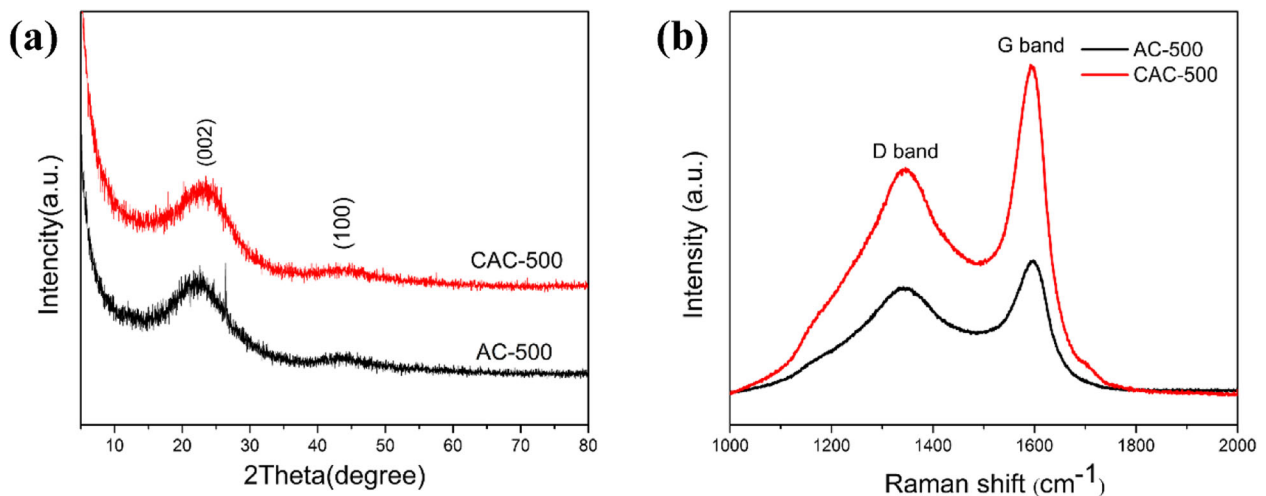 (a)
Intencity(a.u.)
(002)
(100)
CAC-500
AC-500
10 20 30 40 50 60 70 80
2Theta(degree)
(b)
Intensity (a.u.)
G band
D band
AC-500
CAC-500
1000 1200 1400 1600 1800 2000
Raman shift (cm-1)